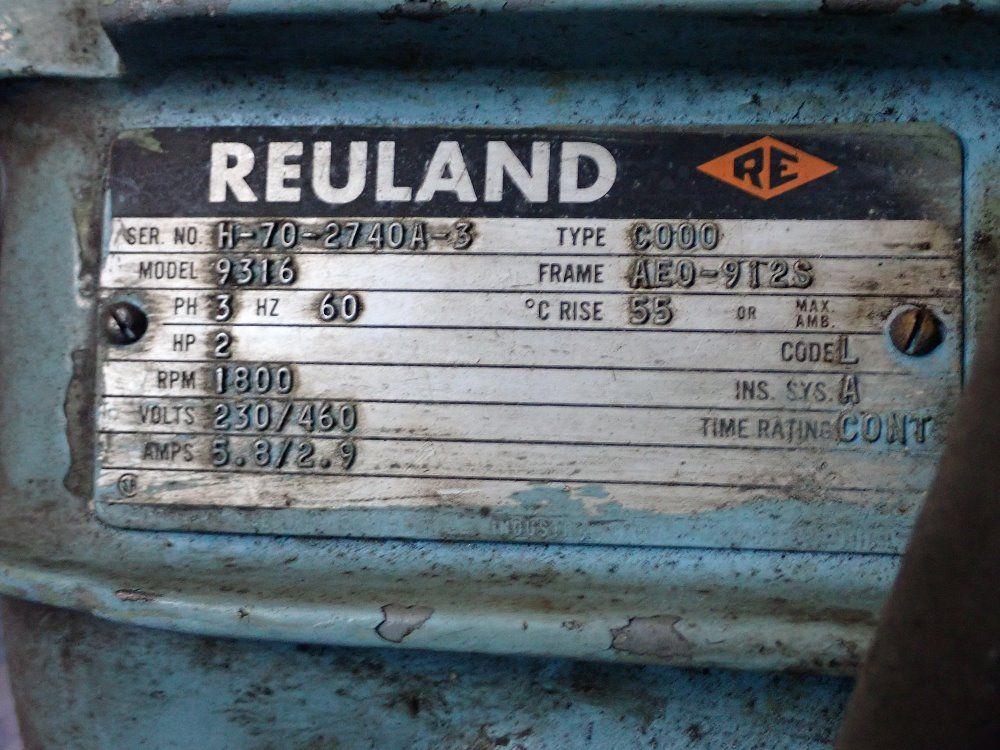 REULAND RE
SER. NO. H-70-2740A-3 TYPE C000
MODEL 9316 FRAME AEO-9T2S
PH 3 HZ 60 °C RISE 55 OR MAX AMB.
HP 2 CODE L
RPM 1800 INS. SYS. A
VOLTS 230/460 TIME RATING CONT
AMPS 5.8/2.9